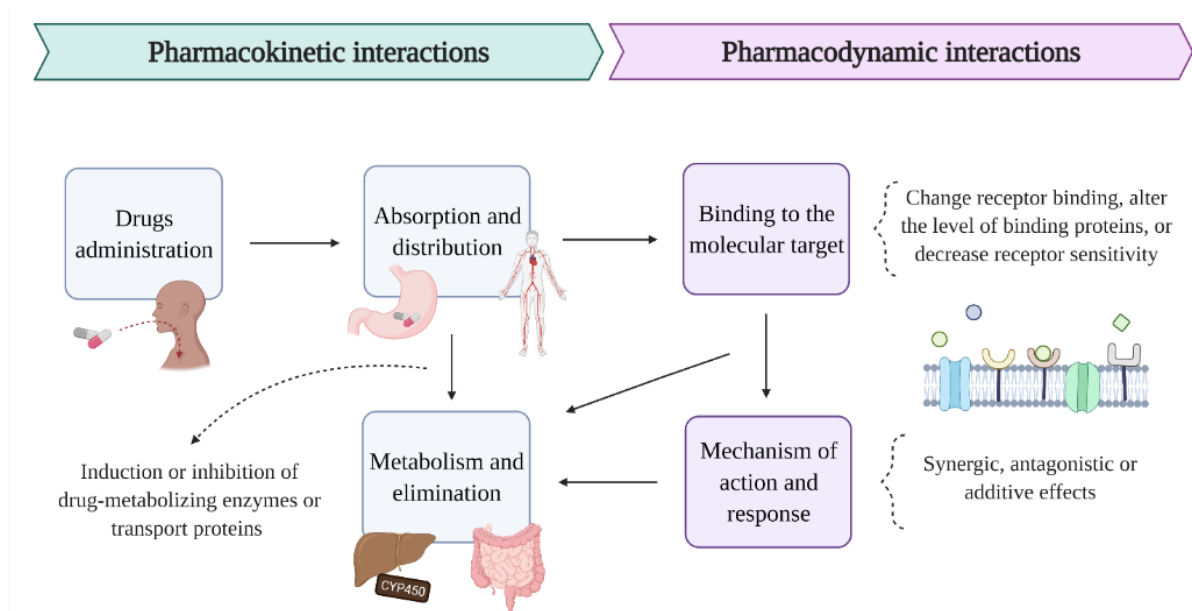 Pharmacokinetic interactions
Pharmacodynamic interactions
Drugs
administration
Absorption and
distribution
Binding to the
molecular target
Change receptor binding, alter
the level of binding proteins, or
decrease receptor sensitivity
Induction or inhibition of
drug-metabolizing enzymes or
transport proteins
Metabolism and
elimination
CYP450
Mechanism of
action and
response
Synergic, antagonistic or
additive effects